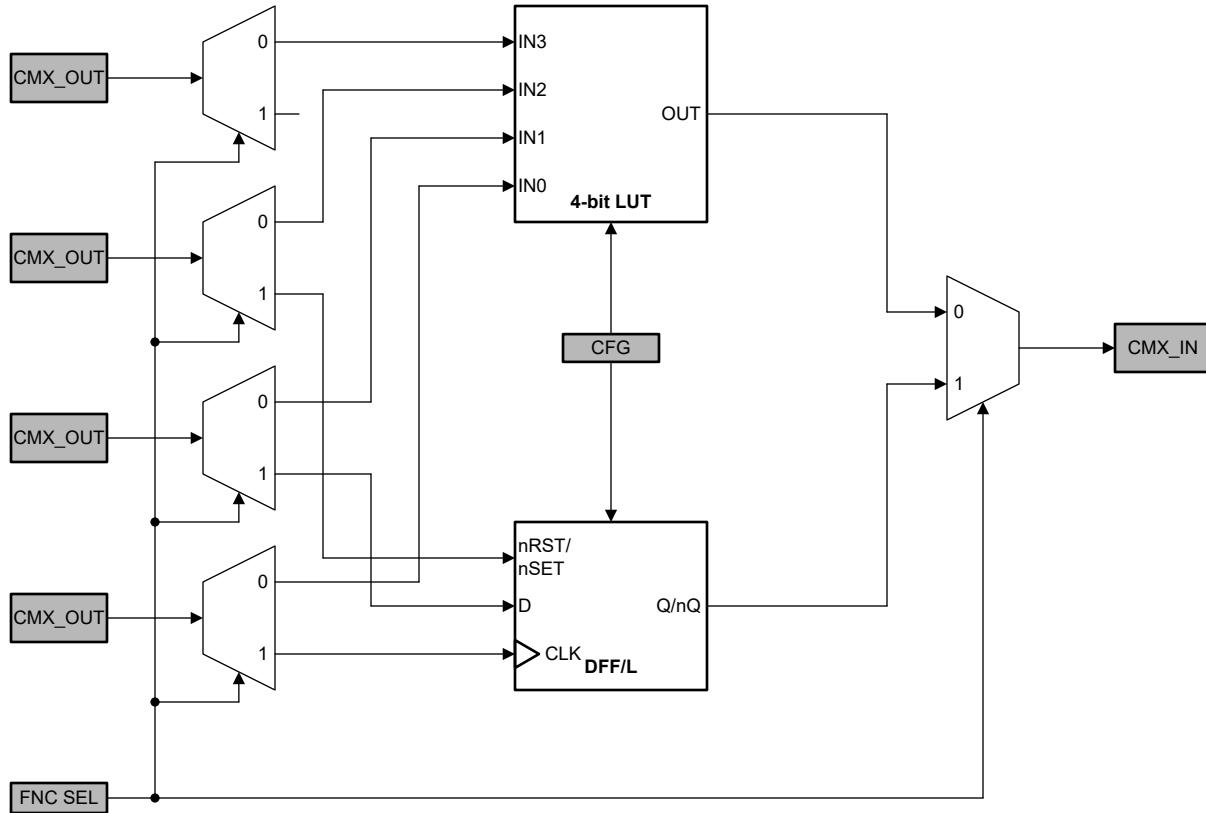 CMX_OUT
0
1
CMX_OUT
0
1
CMX_OUT
0
1
CMX_OUT
0
1
FNC SEL
IN3
IN2
IN1
IN0
OUT
4-bit LUT
CFG
nRST/
nSET
D
CLK
Q/nQ
DFF/L
0
1
CMX_IN